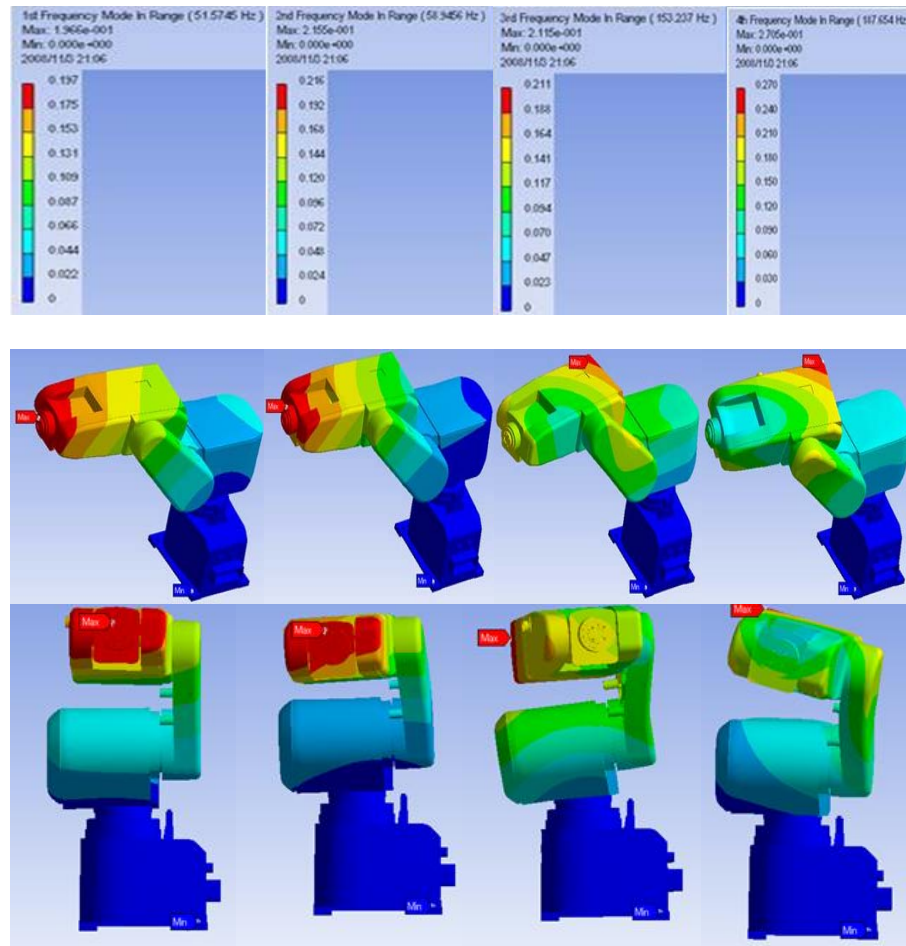 1st Frequency Mode In Range ( 51.5745 Hz )
Max: 1.966e-001
Min: 0.000e+000
2008/11/3 21:06
0.197
0.175
0.153
0.131
0.109
0.087
0.066
0.044
0.022
0
2nd Frequency Mode In Range ( 58.9456 Hz )
Max: 2.155e-001
Min: 0.000e+000
2008/11/3 21:06
0.216
0.192
0.168
0.144
0.120
0.096
0.072
0.048
0.024
0
3rd Frequency Mode In Range ( 153.237 Hz )
Max: 2.115e-001
Min: 0.000e+000
2008/11/3 21:06
0.211
0.188
0.164
0.141
0.117
0.094
0.070
0.047
0.023
0
4th Frequency Mode In Range ( 187.654 Hz
Max: 2.705e-001
Min: 0.000e+000
2008/11/3 21:06
0.270
0.240
0.210
0.180
0.150
0.120
0.090
0.060
0.030
0
Max
Max
Max
Max
Min
Min
Min
Min
Max
Max
Max
Max
Min
Min
Min
Min